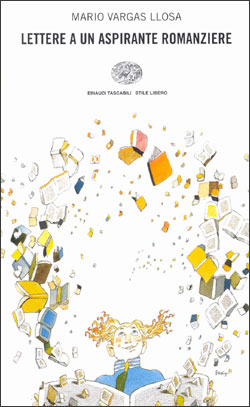 MARIO VARGAS LLOSA
LETTERE A UN ASPIRANTE ROMANZIERE
EINAUDI TASCABILI STILE LIBERO